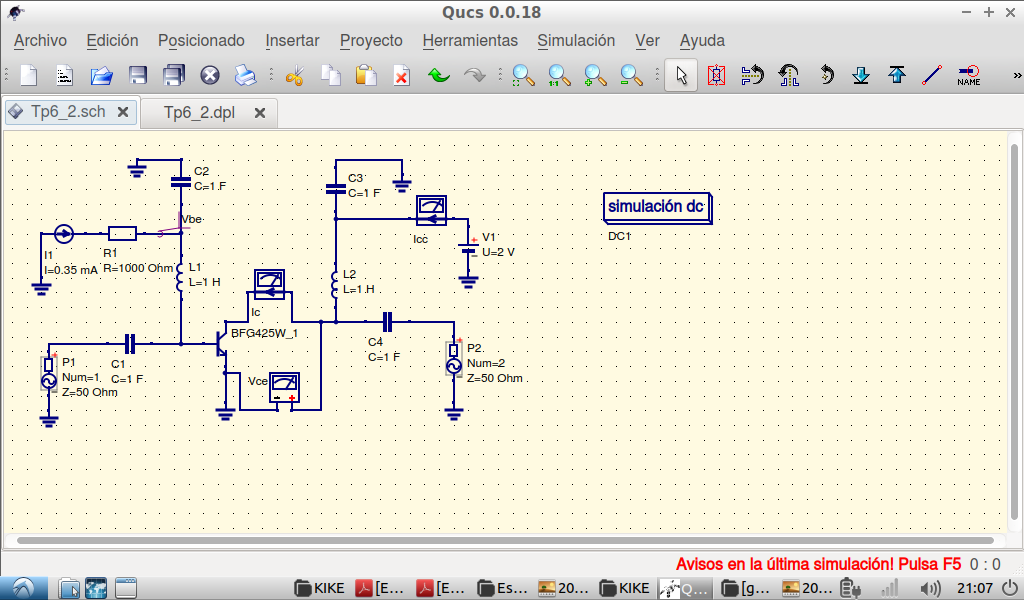 Qucs 0.0.18
Archivo Edición Posicionado Insertar Proyecto Herramientas Simulación Ver Ayuda
1:1 NAME »
Tp6_2.sch Tp6_2.dpl
C2
C=1 F
C3
C=1 F
simulación dc
DC1
Vbe
Icc
V1
U=2 V
I1
I=0.35 mA
R1
R=1000 Ohm
L1
L=1 H
L2
L=1 H
Ic
BFG425W_1
C4
C=1 F
P1
Num=1
Z=50 Ohm
C1
C=1 F
Vce
P2
Num=2
Z=50 Ohm
Avisos en la última simulación! Pulsa F5 0 : 0
KIKE [E... [E... Es... 20... KIKE Q... [g... 20... 21:07